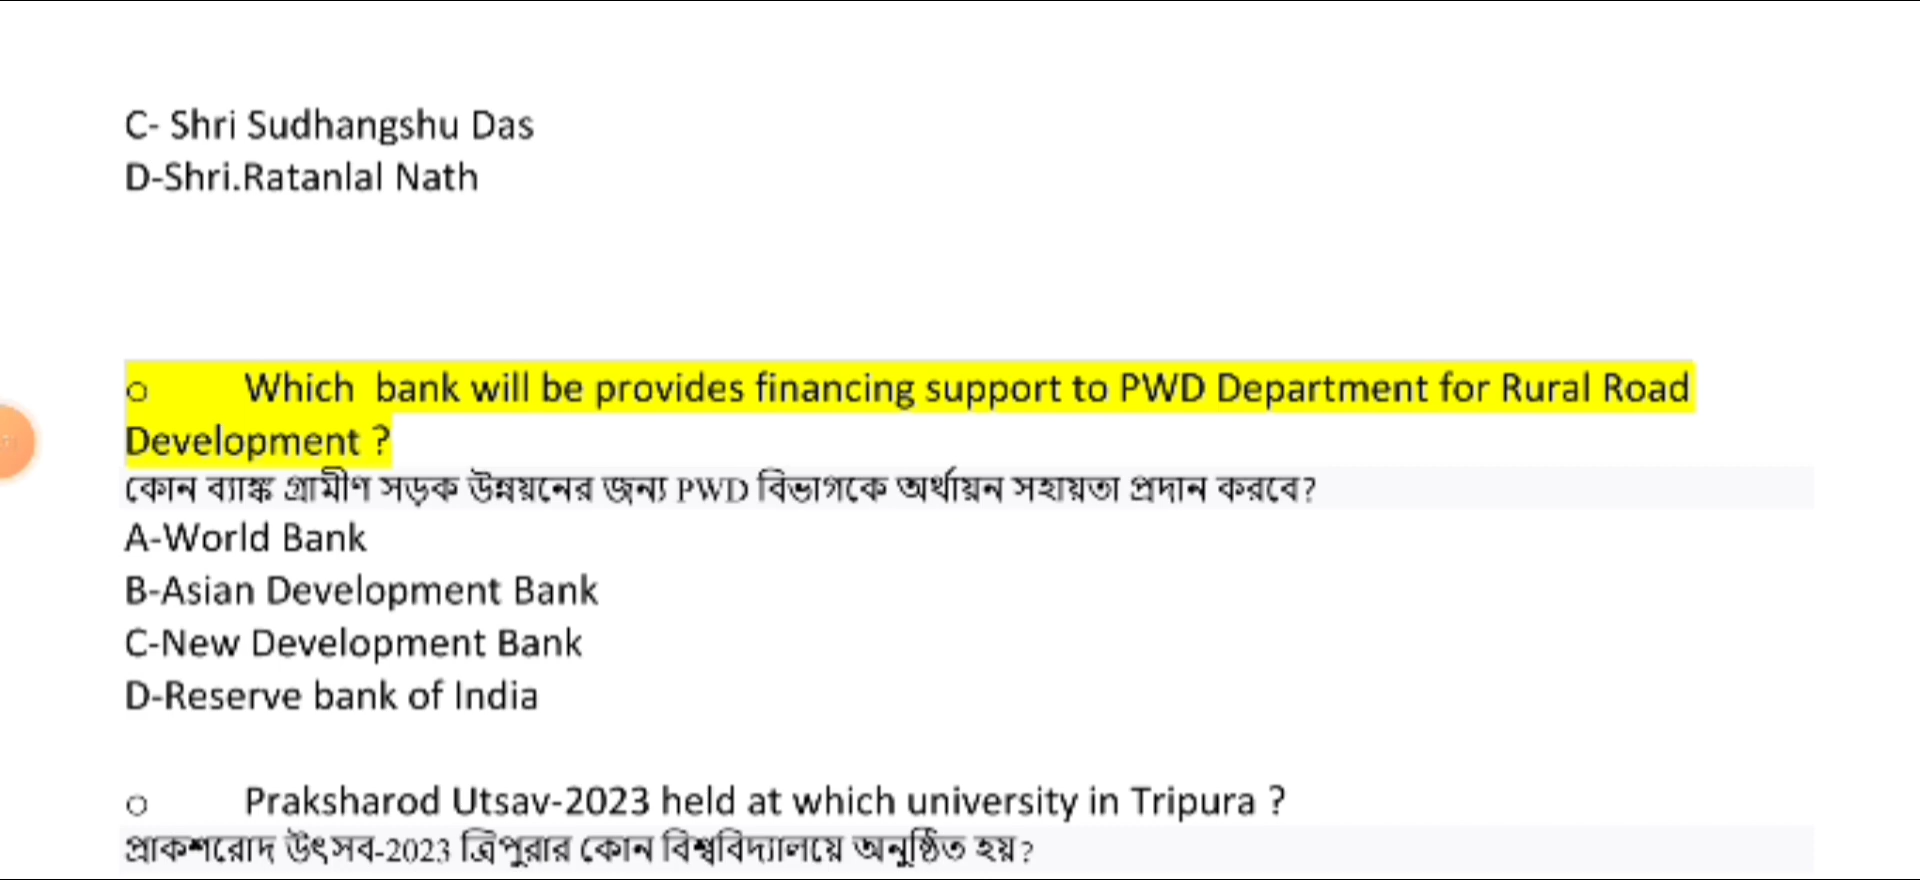 C- Shri Sudhangshu Das
D-Shri.Ratanlal Nath
o Which bank will be provides financing support to PWD Department for Rural Road
Development ?
কোন ব্যাঙ্ক গ্রামীণ সড়ক উন্নয়নের জন্য PWD বিভাগকে অর্থায়ন সহায়তা প্রদান করবে?
A-World Bank
B-Asian Development Bank
C-New Development Bank
D-Reserve bank of India
o Praksharod Utsav-2023 held at which university in Tripura ?
প্রাকশরোদ উৎসব-2023 ত্রিপুরার কোন বিশ্ববিদ্যালয়ে অনুষ্ঠিত হয়?